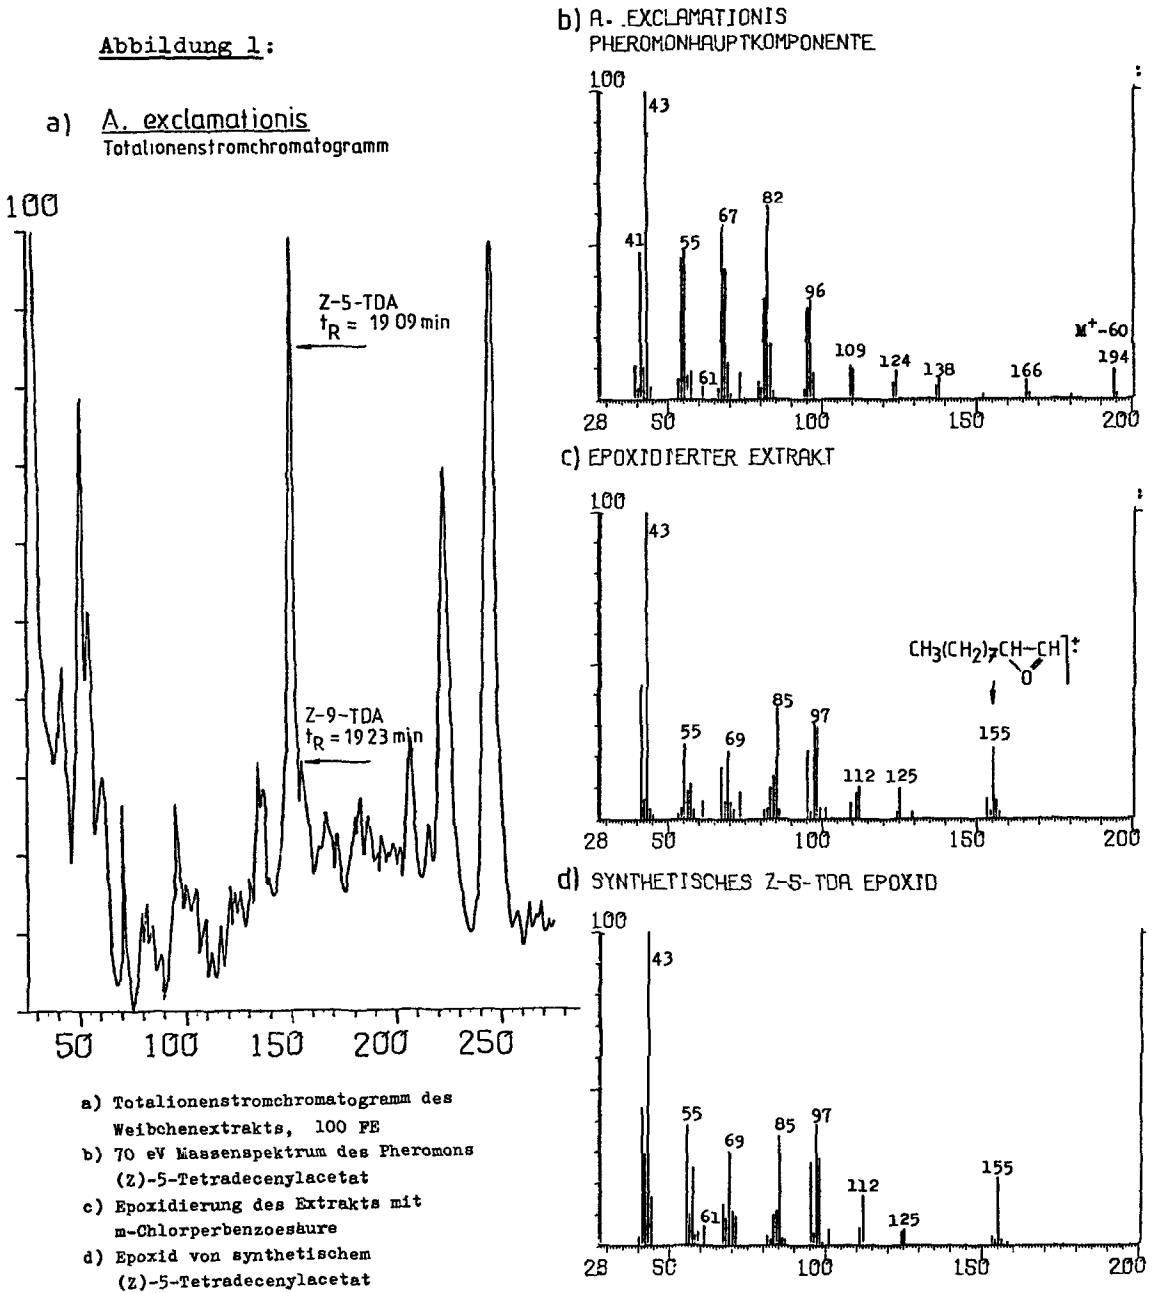 Abbildung 1:
a) A. exclamationis
Totalionenstromchromatogramm
100
Z-5-TDA
tR = 19 09 min
Z-9-TDA
tR = 19 23 min
50 100 150 200 250
a) Totalionenstromchromatogramm des
Weibchenextrakts, 100 FE
b) 70 eV Massenspektrum des Pheromons
(Z)-5-Tetradecenylacetat
c) Epoxidierung des Extrakts mit
m-Chlorperbenzoesäure
d) Epoxid von synthetischem
(Z)-5-Tetradecenylacetat
b) A. .EXCLAMATIONIS
PHEROMONHAUPTKOMPONENTE
100
43
82
67
41 55
96
M+-60
109 124 138 166 194
61
28 50 100 150 200
c) EPOXIDIERTER EXTRAKT
100
43
CH3(CH2)7CH-CH]+.
O
85
97
55 69 155
112 125
28 50 100 150 200
d) SYNTHETISCHES Z-5-TDA EPOXID
100
43
55 85 97
69
155
112
61 125
28 50 100 150 200